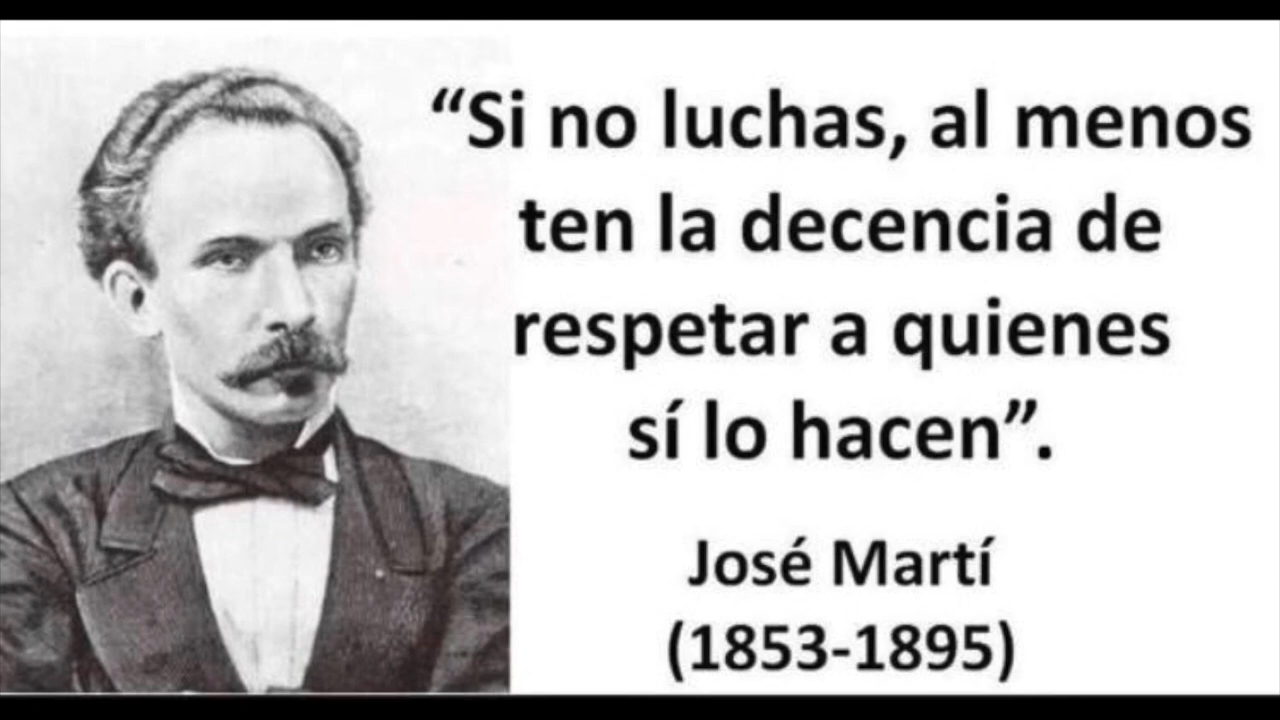 “Si no luchas, al menos
ten la decencia de
respetar a quienes
sí lo hacen”.
José Martí
(1853-1895)